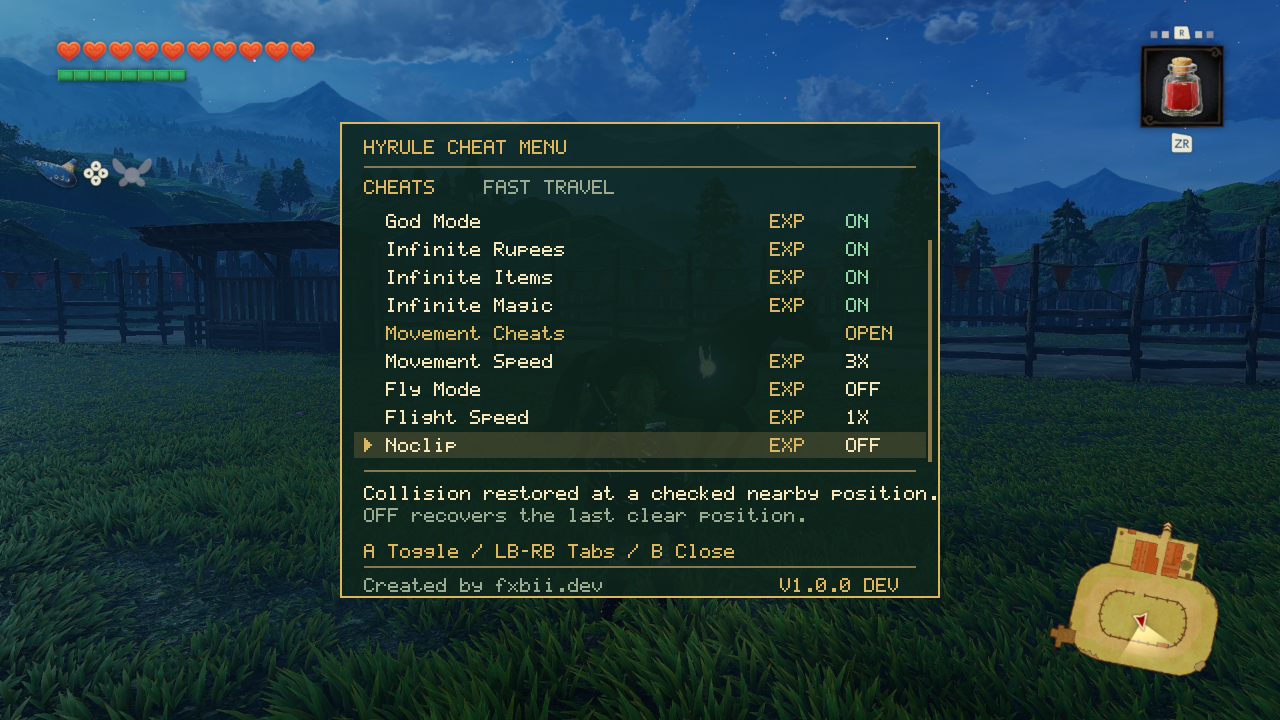 R
ZR
HYRULE CHEAT MENU
CHEATS FAST TRAVEL
God Mode EXP ON
Infinite Rupees EXP ON
Infinite Items EXP ON
Infinite Magic EXP ON
Movement Cheats OPEN
Movement Speed EXP 3X
Fly Mode EXP OFF
Flight Speed EXP 1X
Noclip EXP OFF
Collision restored at a checked nearby position.
OFF recovers the last clear position.
A Toggle / LB-RB Tabs / B Close
Created by fxbii.dev V1.0.0 DEV